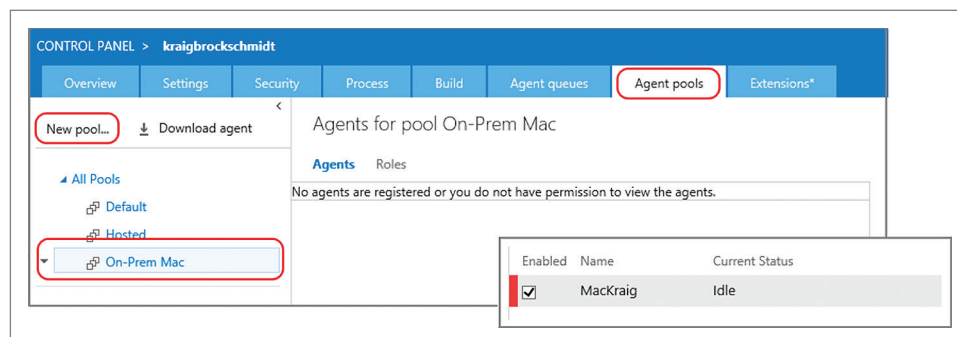 CONTROL PANEL > kraigbrockschmidt
Overview Settings Security Process Build Agent queues Agent pools Extensions*
<
New pool... Download agent
Agents for pool On-Prem Mac
Agents Roles
No agents are registered or you do not have permission to view the agents.
All Pools
Default
Hosted
On-Prem Mac
Enabled Name Current Status
MacKraig Idle